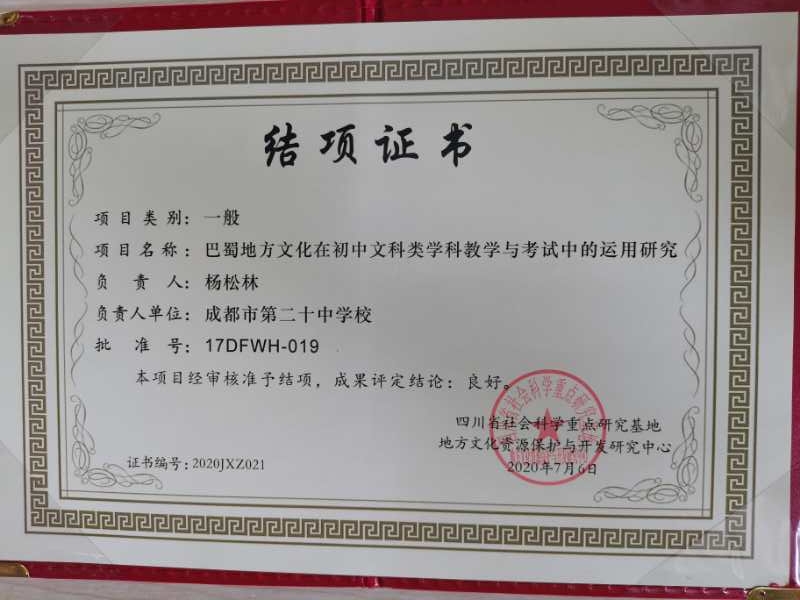 结项证书
项目类别：一般
项目名称：巴蜀地方文化在初中文科类学科教学与考试中的运用研究
负责人：杨松林
负责人单位：成都市第二十中学校
批准号：17DFWH-019
本项目经审核准予结项，成果评定结论：良好。
四川省社会科学重点研究基地
地方文化资源保护与开发研究中心
证书编号：2020JXZ021
2020年7月6日